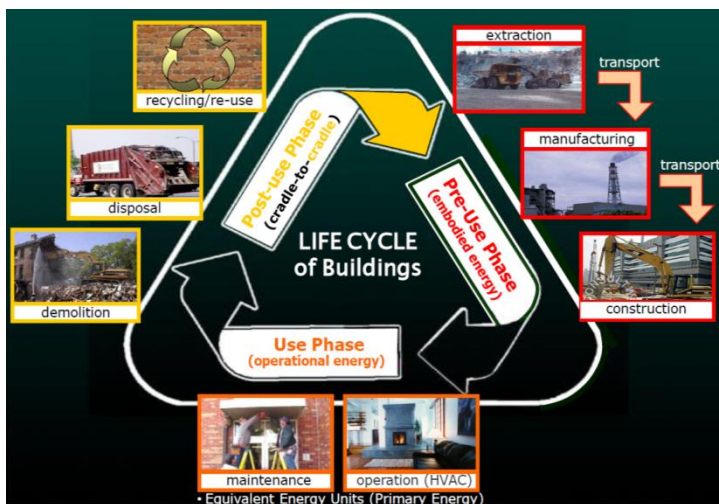 extraction
transport
manufacturing
transport
construction
recycling/re-use
disposal
demolition
Post-use Phase
(cradle-to-cradle)
Pre-Use Phase
(embodied energy)
LIFE CYCLE
of Buildings
Use Phase
(operational energy)
maintenance
operation (HVAC)
• Equivalent Energy Units (Primary Energy)